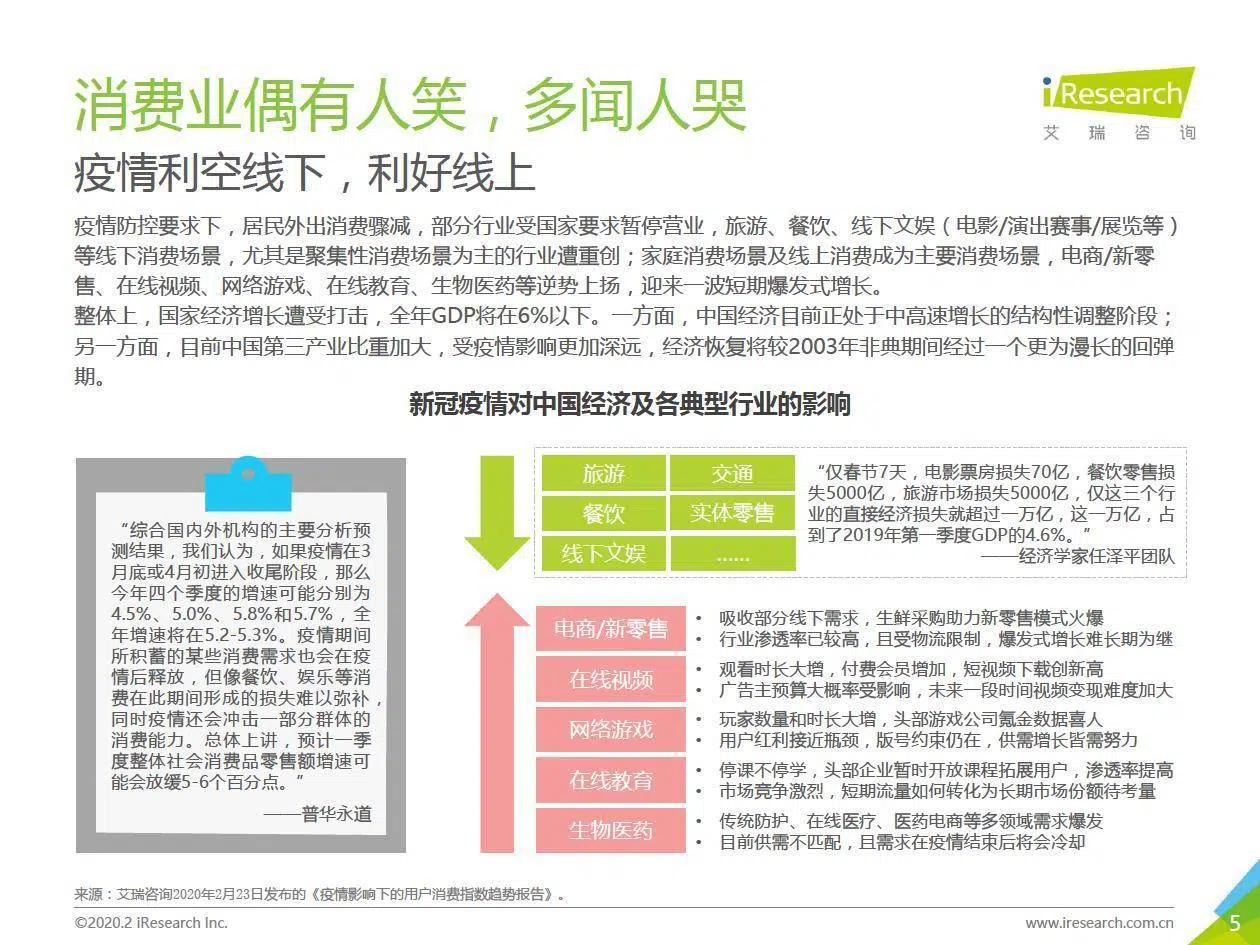 消费业偶有人笑，多闻人哭
iResearch
艾 瑞 咨 询
疫情利空线下，利好线上
疫情防控要求下，居民外出消费骤减，部分行业受国家要求暂停营业，旅游、餐饮、线下文娱（电影/演出赛事/展览等）
等线下消费场景，尤其是聚集性消费场景为主的行业遭重创；家庭消费场景及线上消费成为主要消费场景，电商/新零
售、在线视频、网络游戏、在线教育、生物医药等逆势上扬，迎来一波短期爆发式增长。
整体上，国家经济增长遭受打击，全年GDP将在6%以下。一方面，中国经济目前正处于中高速增长的结构性调整阶段；
另一方面，目前中国第三产业比重加大，受疫情影响更加深远，经济恢复将较2003年非典期间经过一个更为漫长的回弹
期。
新冠疫情对中国经济及各典型行业的影响
“综合国内外机构的主要分析预
测结果，我们认为，如果疫情在3
月底或4月初进入收尾阶段，那么
今年四个季度的增速可能分别为
4.5%、5.0%、5.8%和5.7%，全
年增速将在5.2-5.3%。疫情期间
所积蓄的某些消费需求也会在疫
情后释放，但像餐饮、娱乐等消
费在此期间形成的损失难以弥补，
同时疫情还会冲击一部分群体的
消费能力。总体上讲，预计一季
度整体社会消费品零售额增速可
能会放缓5-6个百分点。”
——普华永道
旅游 交通
餐饮 实体零售
线下文娱 ……
“仅春节7天，电影票房损失70亿，餐饮零售损
失5000亿，旅游市场损失5000亿，仅这三个行
业的直接经济损失就超过一万亿，这一万亿，占
到了2019年第一季度GDP的4.6%。”
——经济学家任泽平团队
电商/新零售
• 吸收部分线下需求，生鲜采购助力新零售模式火爆
• 行业渗透率已较高，且受物流限制，爆发式增长难长期为继
在线视频
• 观看时长大增，付费会员增加，短视频下载创新高
• 广告主预算大概率受影响，未来一段时间视频变现难度加大
网络游戏
• 玩家数量和时长大增，头部游戏公司氪金数据喜人
• 用户红利接近瓶颈，版号约束仍在，供需增长皆需努力
在线教育
• 停课不停学，头部企业暂时开放课程拓展用户，渗透率提高
• 市场竞争激烈，短期流量如何转化为长期市场份额待考量
生物医药
• 传统防护、在线医疗、医药电商等多领域需求爆发
• 目前供需不匹配，且需求在疫情结束后将会冷却
来源：艾瑞咨询2020年2月23日发布的《疫情影响下的用户消费指数趋势报告》。
©2020.2 iResearch Inc.
www.iresearch.com.cn
5